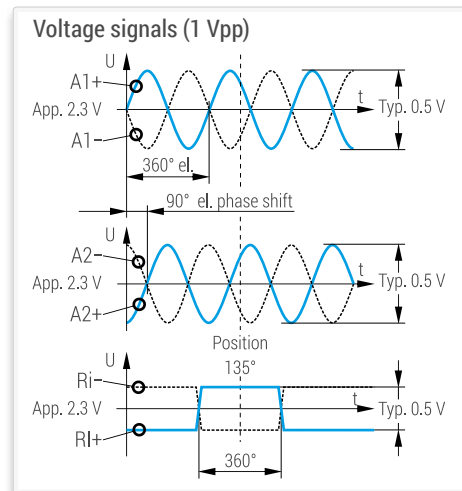 Voltage signals (1 Vpp)
U
A1+
App. 2.3 V
t
Typ. 0.5 V
A1–
360° el.
90° el. phase shift
U
A2–
App. 2.3 V
t
Typ. 0.5 V
A2+
Position
135°
U
Ri–
App. 2.3 V
t
Typ. 0.5 V
RI+
360°